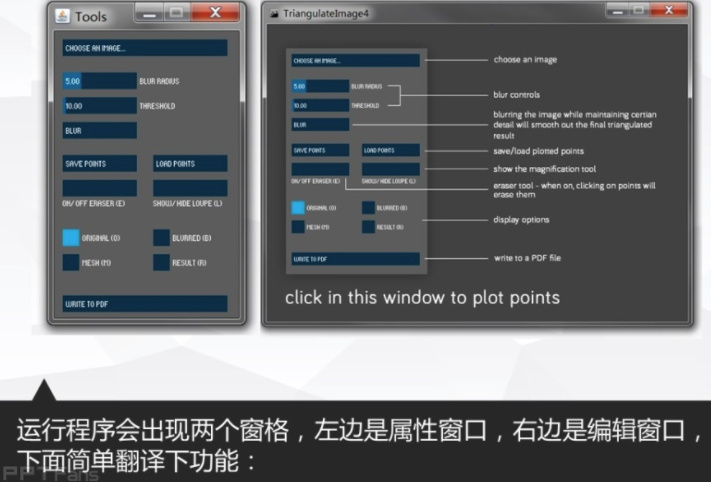 Tools
CHOOSE AN IMAGE...
5.00 BLUR RADIUS
10.00 THRESHOLD
BLUR
SAVE POINTS LOAD POINTS
ON/ OFF ERASER (E) SHOW/ HIDE LOUPE (L)
ORIGINAL (O) BLURRED (B)
MESH (M) RESULT (R)
WRITE TO PDF
TriangulateImage4
CHOOSE AN IMAGE... choose an image
5.00 BLUR RADIUS
blur controls
10.00 THRESHOLD
BLUR
blurring the image while maintaining certian
detail will smooth out the final triangulated
result
SAVE POINTS LOAD POINTS save/load plotted points
show the magnification tool
ON/ OFF ERASER (E) SHOW/ HIDE LOUPE (L)
eraser tool - when on, clicking on points will
erase them
ORIGINAL (O) BLURRED (B)
display options
MESH (M) RESULT (R)
WRITE TO PDF write to a PDF file
click in this window to plot points
运行程序会出现两个窗格，左边是属性窗口，右边是编辑窗口，
下面简单翻译下功能：
PPTFans